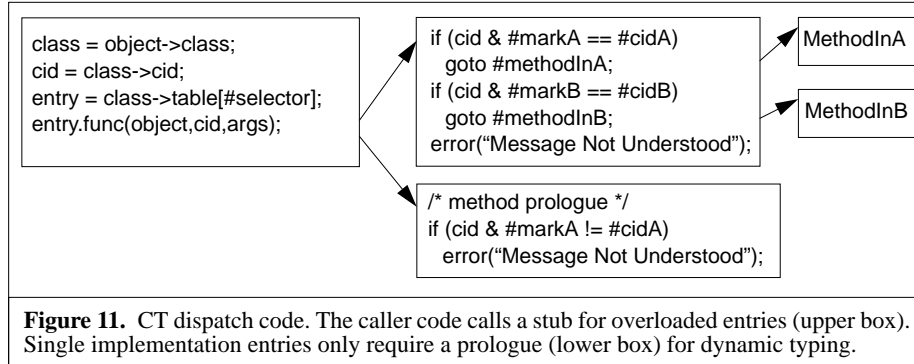 class = object->class;
cid = class->cid;
entry = class->table[#selector];
entry.func(object,cid,args);
if (cid & #markA == #cidA)
goto #methodInA;
if (cid & #markB == #cidB)
goto #methodInB;
error(“Message Not Understood”);
MethodInA
MethodInB
/* method prologue */
if (cid & #markA != #cidA)
error(“Message Not Understood”);
Figure 11. CT dispatch code. The caller code calls a stub for overloaded entries (upper box).
Single implementation entries only require a prologue (lower box) for dynamic typing.